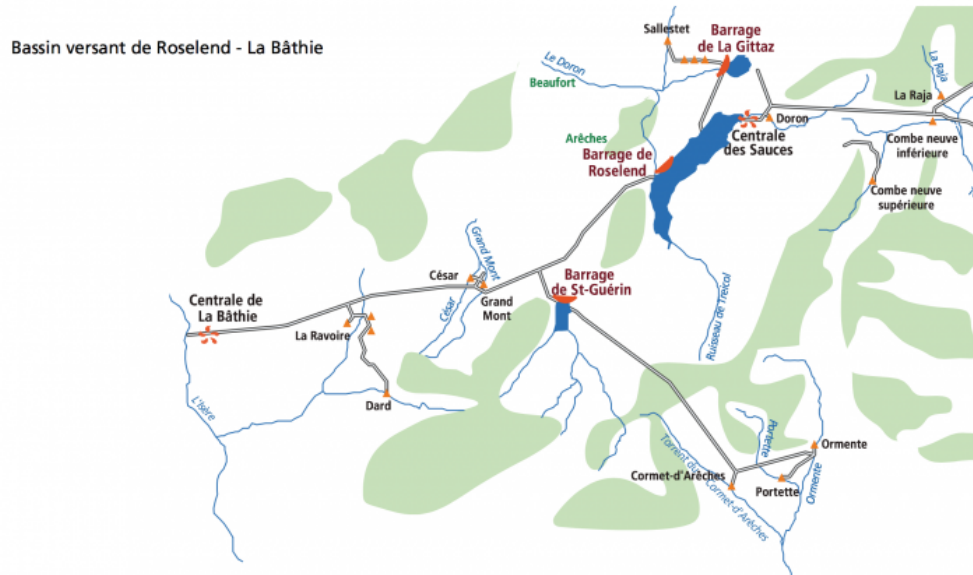 Bassin versant de Roselend - La Bâthie
Sallestet
Barrage
de La Gittaz
Le Doron
Beaufort
La Raja
La Raja
Doron
Centrale
des Sauces
Arêches
Barrage de
Roselend
Combe neuve
inférieure
Combe neuve
supérieure
Grand Mont
César
César
Grand
Mont
Barrage
de St-Guérin
Ruisseau de Treicol
Centrale de
La Bâthie
La Ravoire
L'Isère
Dard
Portette
Ormente
Torrent du Cormet-d'Arêches
Cormet-d'Arêches
Portette
Ormente